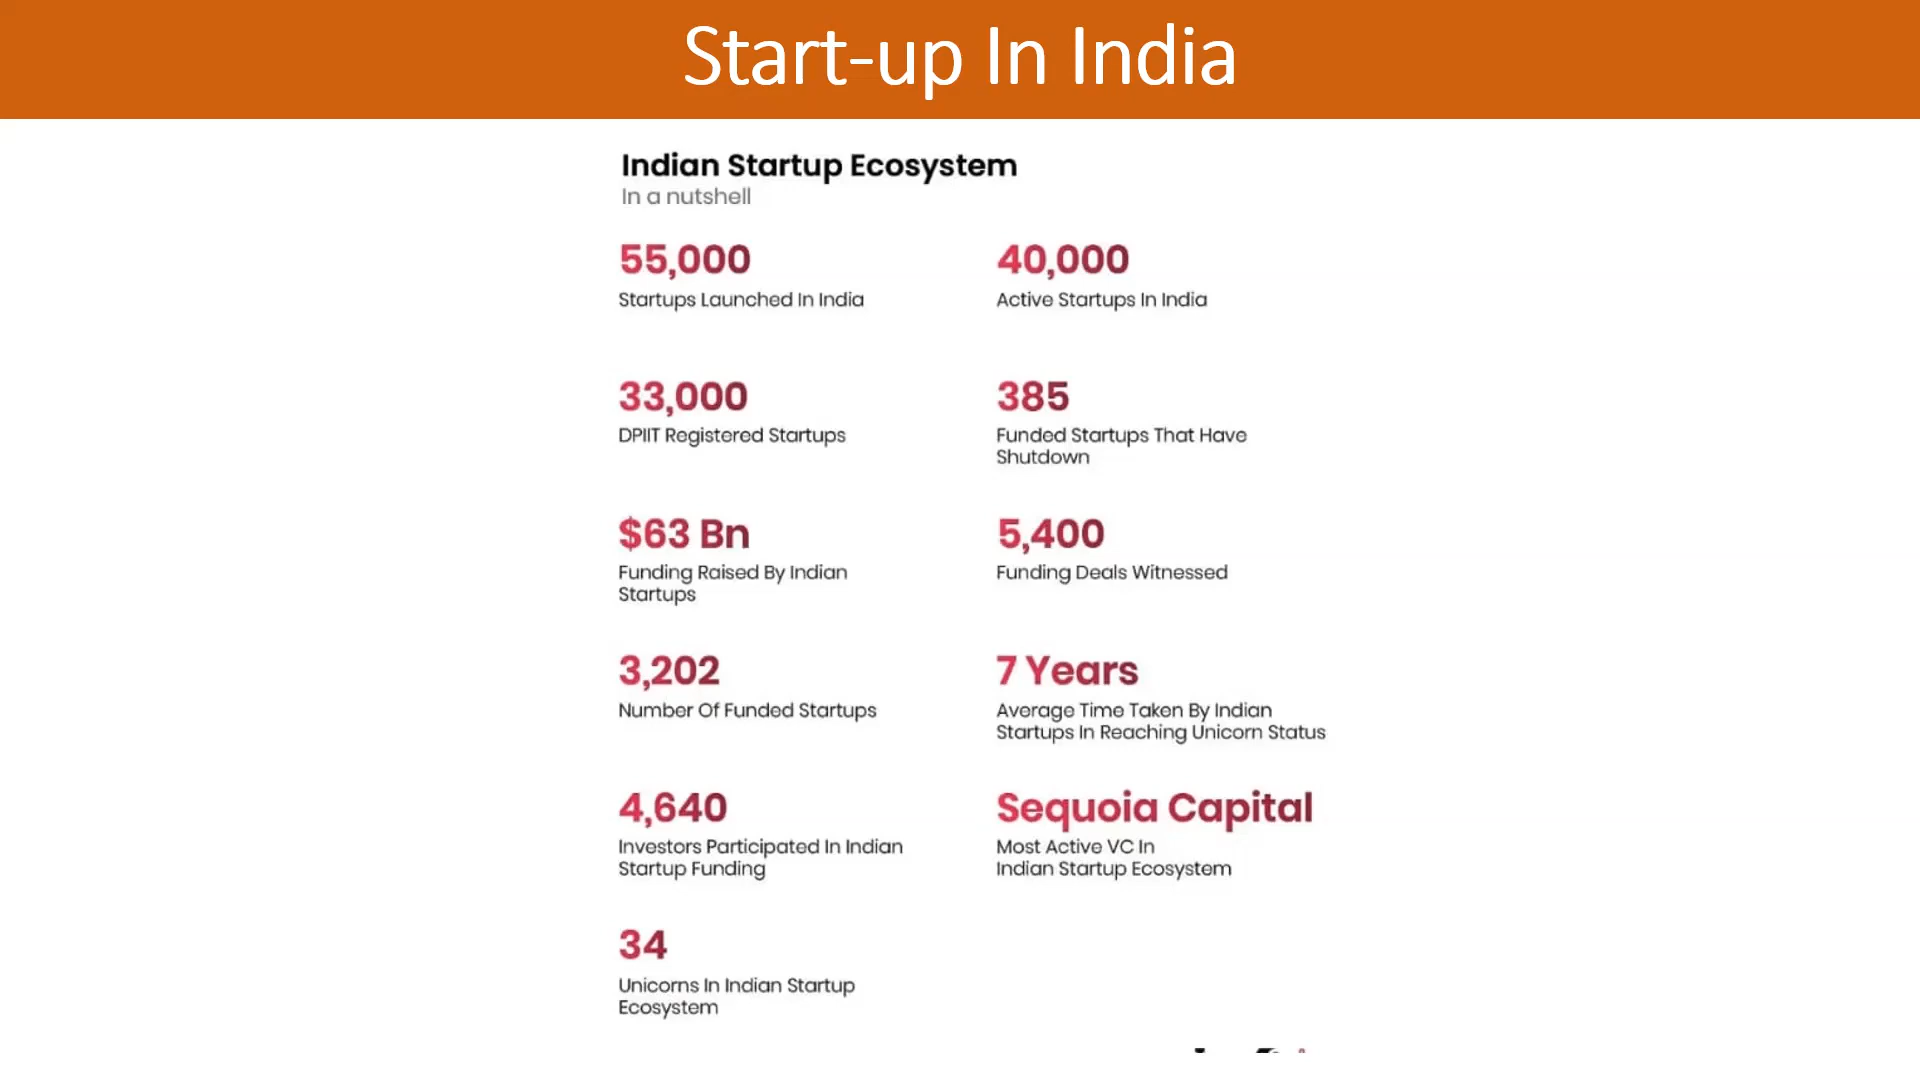 Start-up In India
Indian Startup Ecosystem
In a nutshell
55,000
Startups Launched In India
40,000
Active Startups In India
33,000
DPIIT Registered Startups
385
Funded Startups That Have
Shutdown
$63 Bn
Funding Raised By Indian
Startups
5,400
Funding Deals Witnessed
3,202
Number Of Funded Startups
7 Years
Average Time Taken By Indian
Startups In Reaching Unicorn Status
4,640
Investors Participated In Indian
Startup Funding
Sequoia Capital
Most Active VC In
Indian Startup Ecosystem
34
Unicorns In Indian Startup
Ecosystem